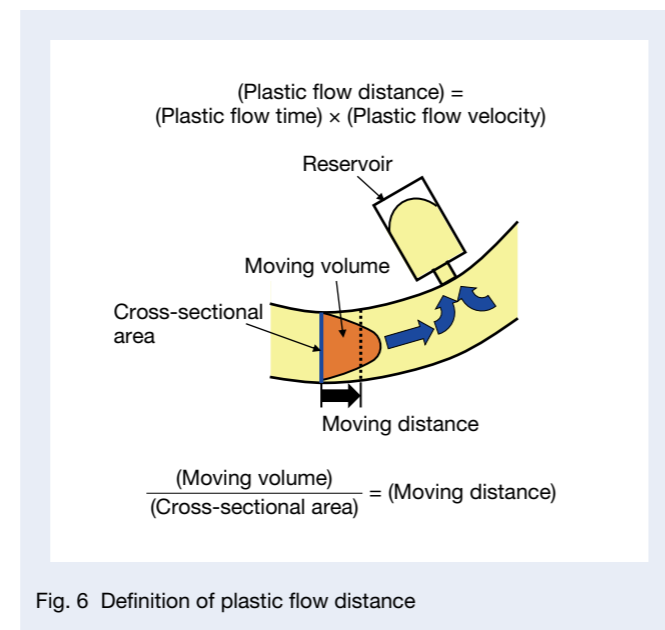 (Plastic flow distance) =
(Plastic flow time) × (Plastic flow velocity)
Reservoir
Moving volume
Cross-sectional
area
Moving distance
(Moving volume)
(Cross-sectional area)
= (Moving distance)
Fig. 6 Definition of plastic flow distance